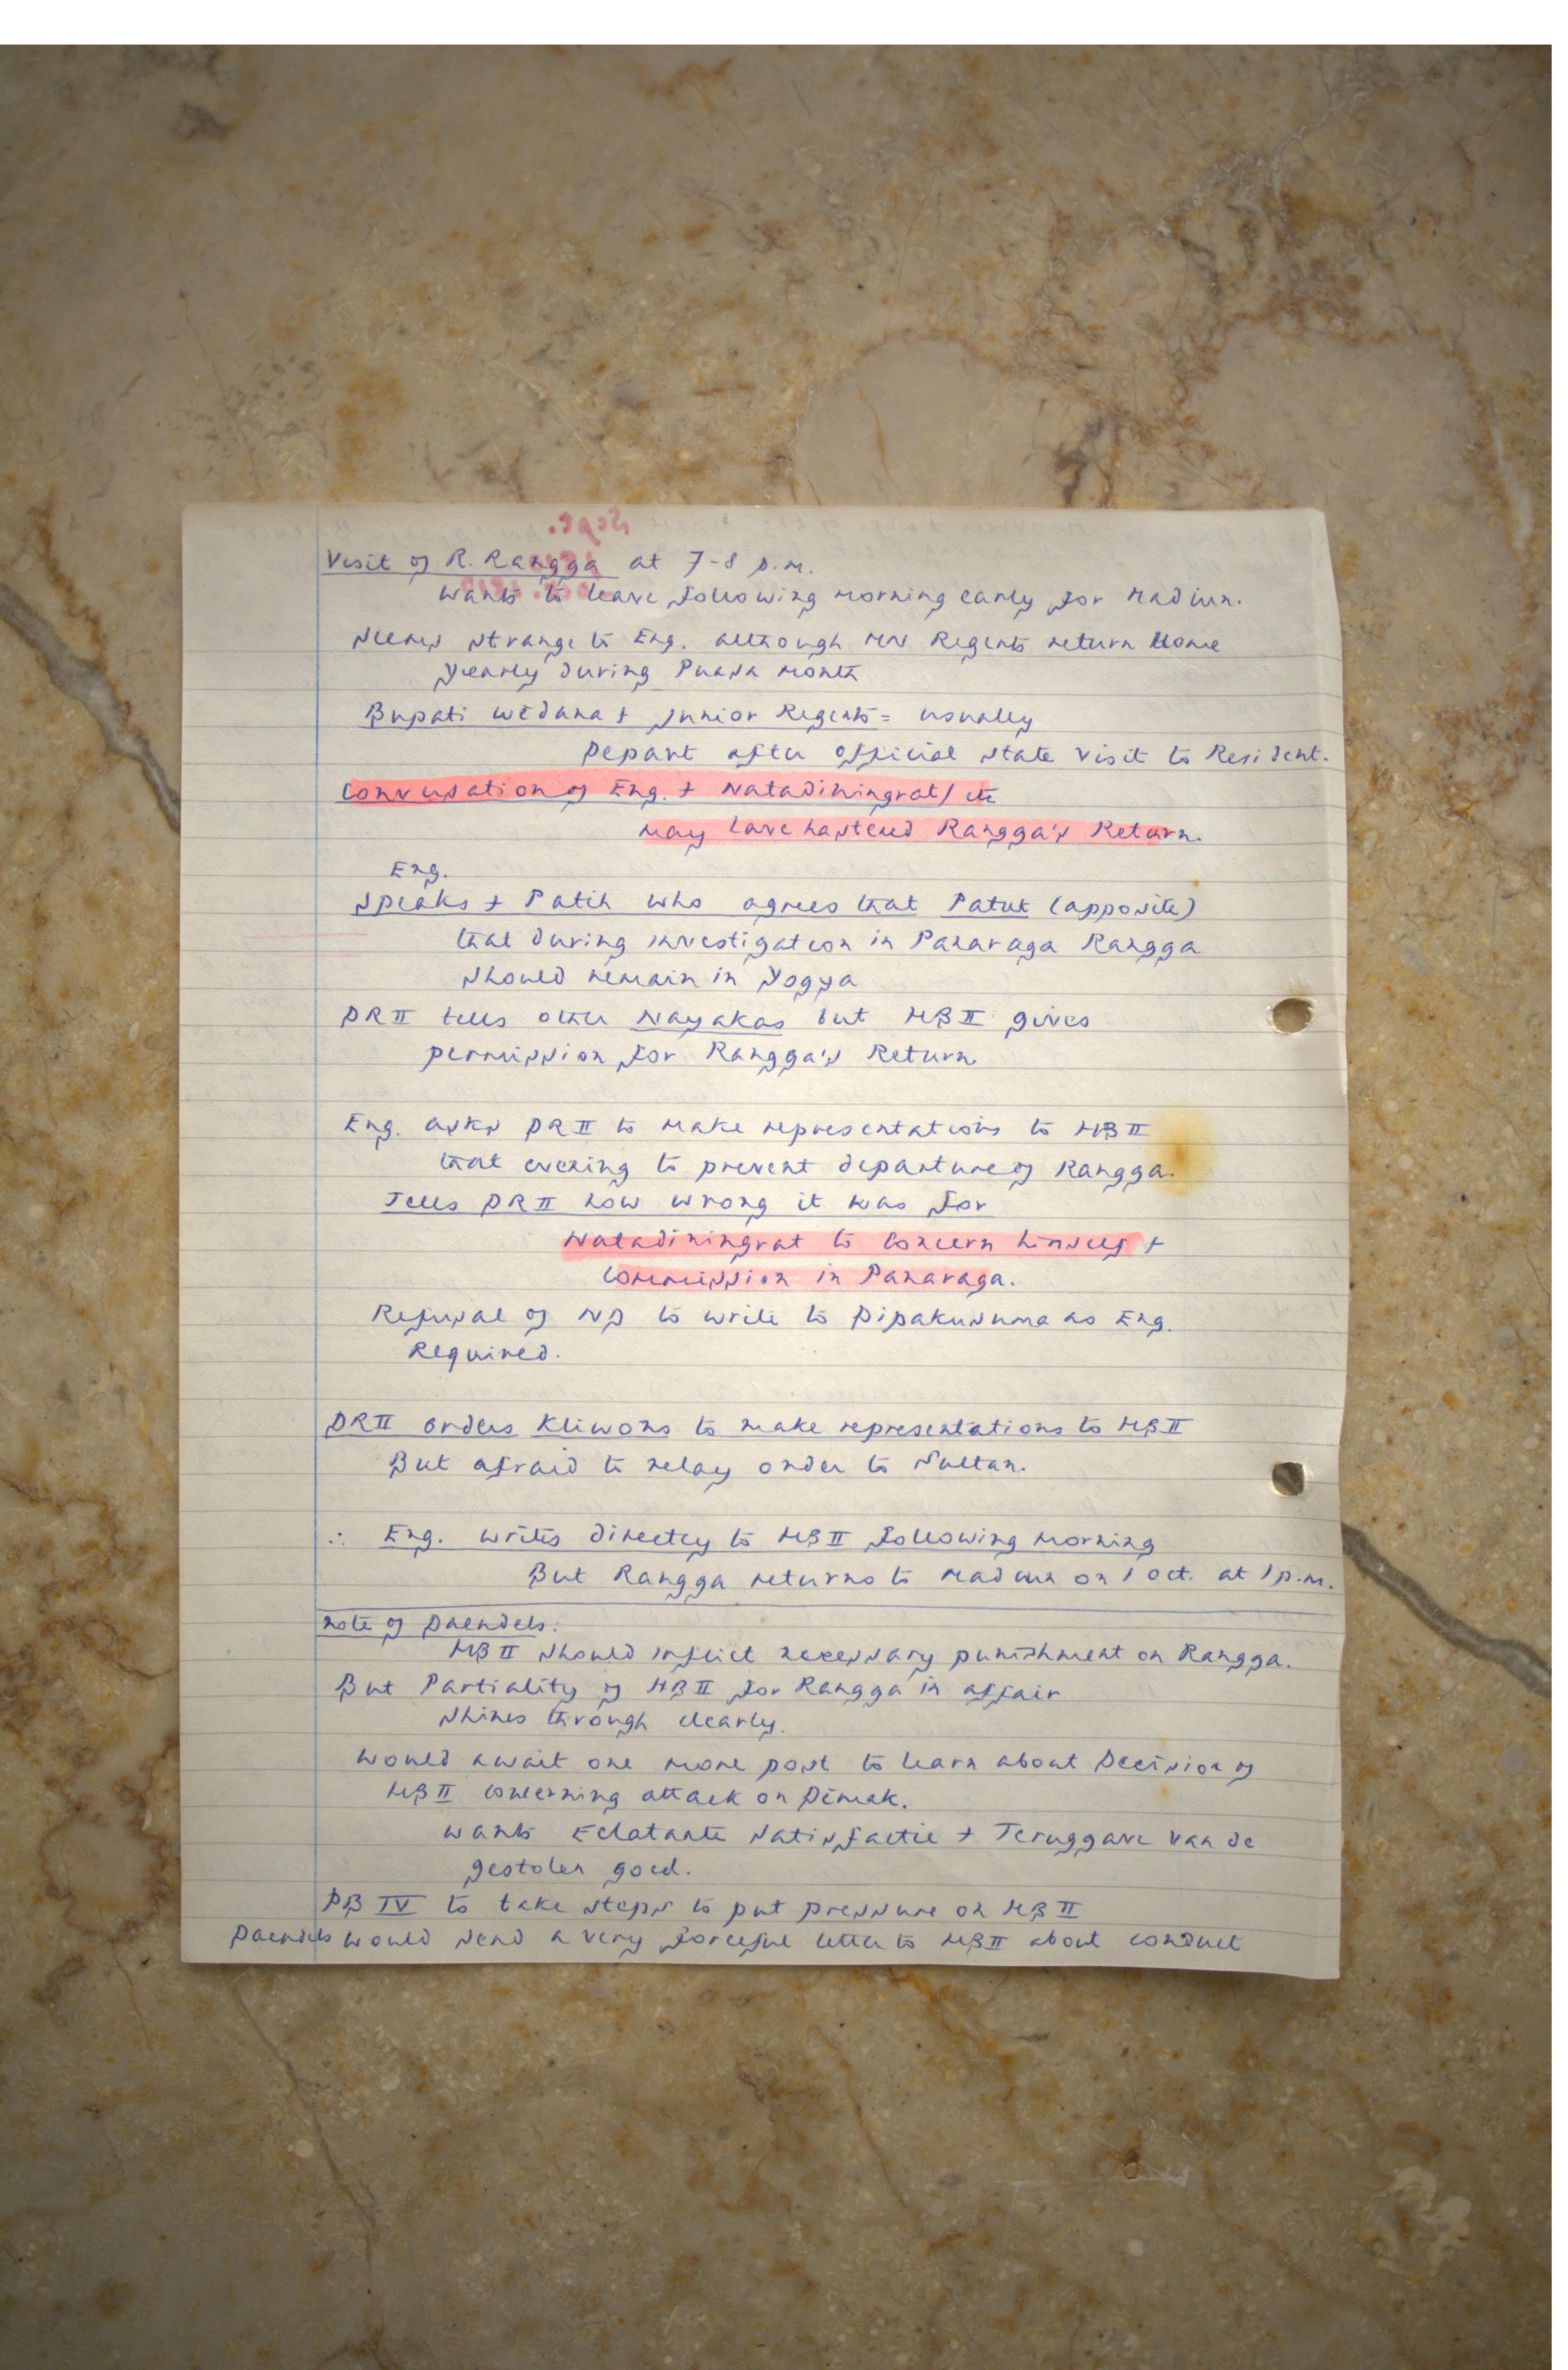 Visit of R. Rangga at 7-8 p.m.
wants to leave following morning early for Madiun.
Seems strange to Eng. although MN Regents return Home
yearly during Puasa month
Bupati wĕdana + Junior Regents = usually
Depart after official state visit to Resident.
Conversation of Eng. + Natadiningrat / etc
may have hastened Rangga's Return.
Eng.
speaks + Patih who agrees that Patut (apposite)
that during investigation in Panaraga Rangga
should remain in Yogya
DR II tells other Nayakas but HB II gives
permission for Rangga's Return.
Eng. asks DR II to make representations to HB II
that evening to prevent departure of Rangga.
Tells DR II how wrong it was for
Natadiningrat to concern himself +
Commission in Panaraga.
Refusal of ND to write to Dipakusuma as Eng.
Required.
DR II orders Kliwons to make representations to HB II
But afraid to relay order to Sultan.
∴ Eng. writes directly to HB II following morning
But Rangga returns to Madiun on 1 Oct. at 1 p.m.
Note of Daendels:
HB II should inflict necessary punishment on Rangga.
But Partiality of HB II for Rangga in affair
shines through clearly.
would await one more post to learn about Decision of
HB II concerning attack on Dĕmak.
wants Eclatante Satisfactie + Teruggave van de
gestolen goed.
PB IV to take steps to put pressure on HB II
Daendels would send a very forceful letter to HB II about conduct